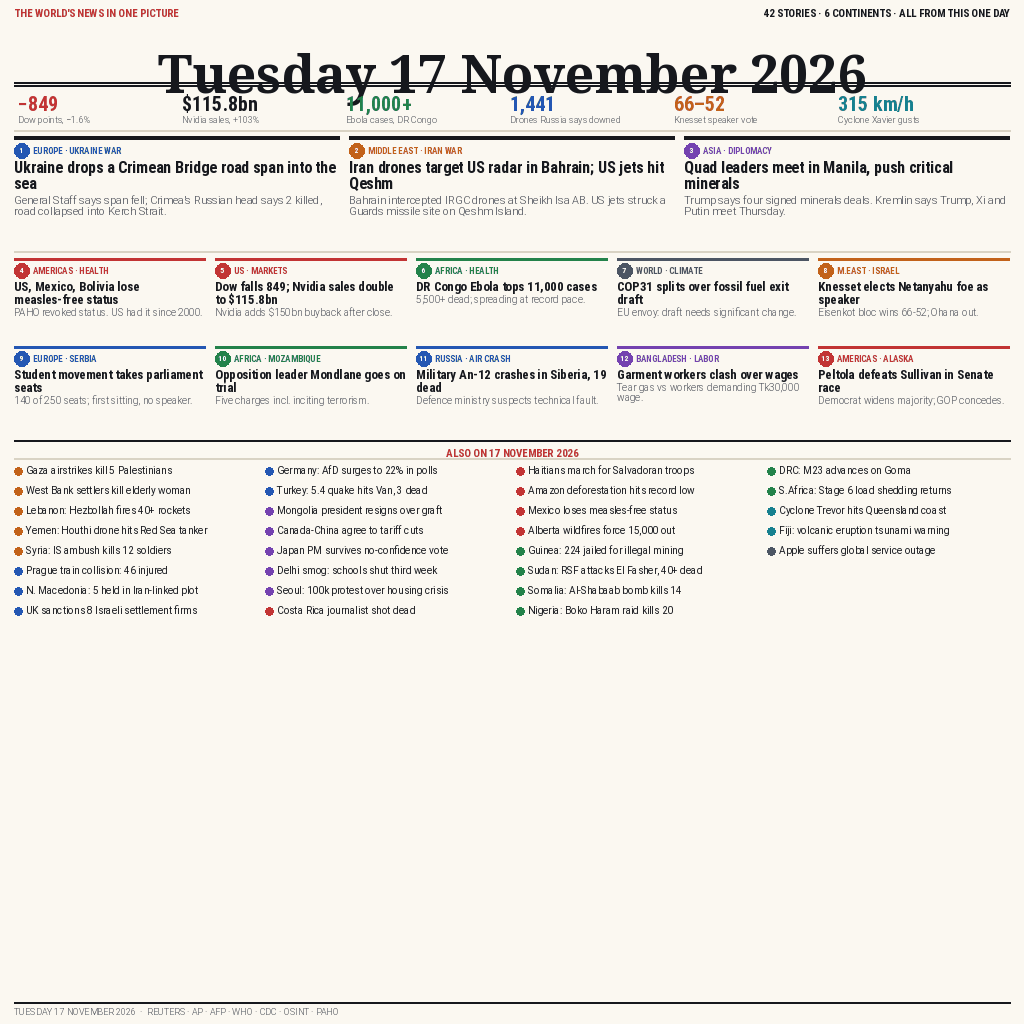 THE WORLD'S NEWS IN ONE PICTURE
42 STORIES · 6 CONTINENTS · ALL FROM THIS ONE DAY
Tuesday 17 November 2026
−849
Dow points, −1.6%
$115.8bn
Nvidia sales, +103%
11,000+
Ebola cases, DR Congo
1,441
Drones Russia says downed
66–52
Knesset speaker vote
315 km/h
Cyclone Xavier gusts
1 EUROPE · UKRAINE WAR
Ukraine drops a Crimean Bridge road span into the
sea
General Staff says span fell; Crimea's Russian head says 2 killed,
road collapsed into Kerch Strait.
2 MIDDLE EAST · IRAN WAR
Iran drones target US radar in Bahrain; US jets hit
Qeshm
Bahrain intercepted IRGC drones at Sheikh Isa AB. US jets struck a
Guards missile site on Qeshm Island.
3 ASIA · DIPLOMACY
Quad leaders meet in Manila, push critical
minerals
Trump says four signed minerals deals. Kremlin says Trump, Xi and
Putin meet Thursday.
4 AMERICAS · HEALTH
US, Mexico, Bolivia lose
measles-free status
PAHO revoked status. US had it since 2000.
5 US · MARKETS
Dow falls 849; Nvidia sales double
to $115.8bn
Nvidia adds $150bn buyback after close.
6 AFRICA · HEALTH
DR Congo Ebola tops 11,000 cases
5,500+ dead; spreading at record pace.
7 WORLD · CLIMATE
COP31 splits over fossil fuel exit
draft
EU envoy: draft needs significant change.
8 M.EAST · ISRAEL
Knesset elects Netanyahu foe as
speaker
Eisenkot bloc wins 66-52; Ohana out.
9 EUROPE · SERBIA
Student movement takes parliament
seats
140 of 250 seats; first sitting, no speaker.
10 AFRICA · MOZAMBIQUE
Opposition leader Mondlane goes on
trial
Five charges incl. inciting terrorism.
11 RUSSIA · AIR CRASH
Military An-12 crashes in Siberia, 19
dead
Defence ministry suspects technical fault.
12 BANGLADESH · LABOR
Garment workers clash over wages
Tear gas vs workers demanding Tk30,000
wage.
13 AMERICAS · ALASKA
Peltola defeats Sullivan in Senate
race
Democrat widens majority; GOP concedes.
ALSO ON 17 NOVEMBER 2026
Gaza airstrikes kill 5 Palestinians
West Bank settlers kill elderly woman
Lebanon: Hezbollah fires 40+ rockets
Yemen: Houthi drone hits Red Sea tanker
Syria: IS ambush kills 12 soldiers
Prague train collision: 46 injured
N. Macedonia: 5 held in Iran-linked plot
UK sanctions 8 Israeli settlement firms
Germany: AfD surges to 22% in polls
Turkey: 5.4 quake hits Van, 3 dead
Mongolia president resigns over graft
Canada-China agree to tariff cuts
Japan PM survives no-confidence vote
Delhi smog: schools shut third week
Seoul: 100k protest over housing crisis
Costa Rica journalist shot dead
Haitians march for Salvadoran troops
Amazon deforestation hits record low
Mexico loses measles-free status
Alberta wildfires force 15,000 out
Guinea: 224 jailed for illegal mining
Sudan: RSF attacks El Fasher, 40+ dead
Somalia: Al-Shabaab bomb kills 14
Nigeria: Boko Haram raid kills 20
DRC: M23 advances on Goma
S.Africa: Stage 6 load shedding returns
Cyclone Trevor hits Queensland coast
Fiji: volcanic eruption tsunami warning
Apple suffers global service outage
TUESDAY 17 NOVEMBER 2026 · REUTERS · AP · AFP · WHO · CDC · OSINT · PAHO